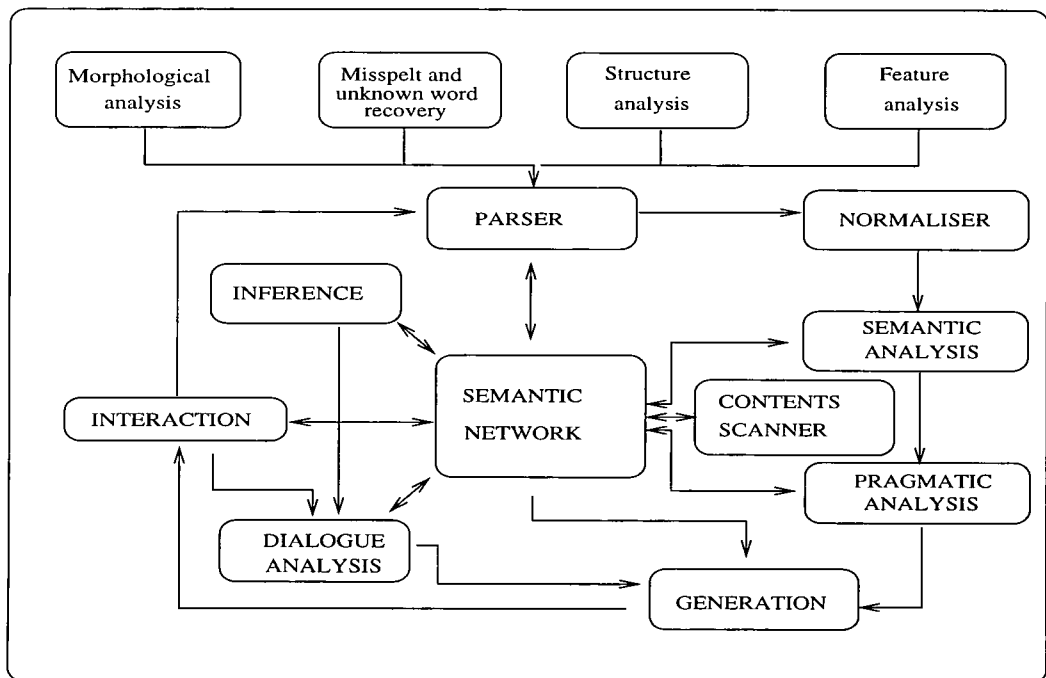 Morphological
analysis
Misspelt and
unknown word
recovery
Structure
analysis
Feature
analysis
PARSER
NORMALISER
INFERENCE
SEMANTIC
ANALYSIS
SEMANTIC
NETWORK
CONTENTS
SCANNER
INTERACTION
PRAGMATIC
ANALYSIS
DIALOGUE
ANALYSIS
GENERATION